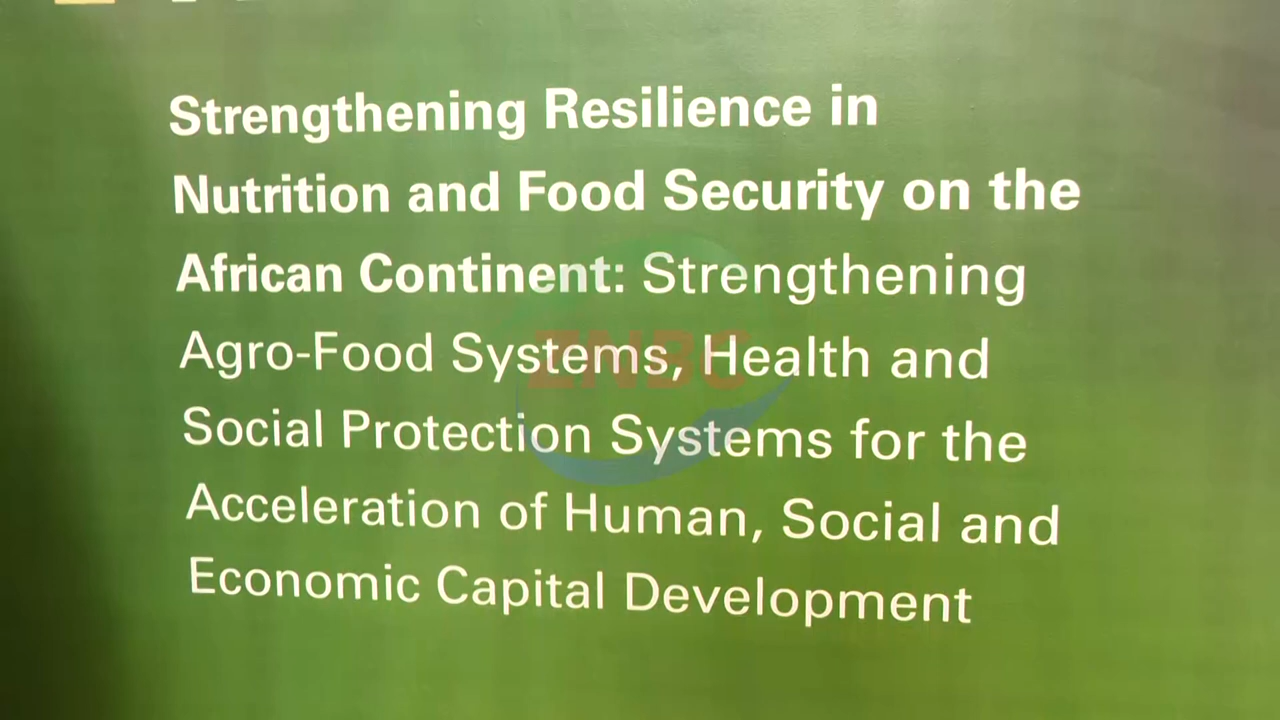 Strengthening Resilience in
Nutrition and Food Security on the
African Continent: Strengthening
Agro-Food Systems, Health and
Social Protection Systems for the
Acceleration of Human, Social and
Economic Capital Development
ZNBC